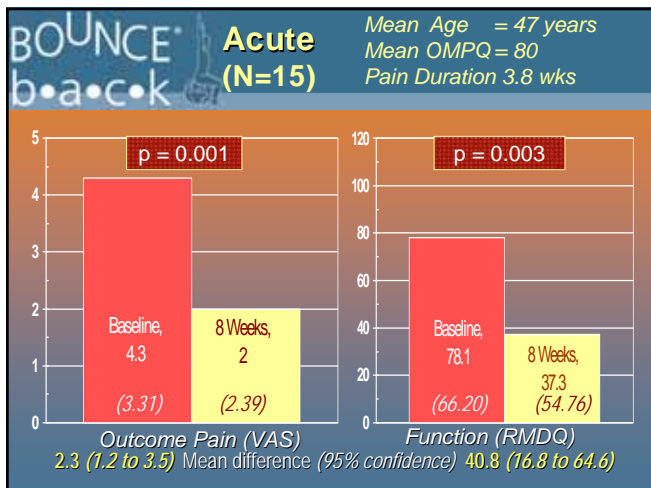 BOUNCE
b•a•c•k
Acute
(N=15)
Mean Age = 47 years
Mean OMPQ = 80
Pain Duration 3.8 wks
p = 0.001
5
4
3
2
1
0
Baseline,
4.3
(3.31)
8 Weeks,
2
(2.39)
Outcome Pain (VAS)
p = 0.003
120
100
80
60
40
20
0
Baseline,
78.1
(66.20)
8 Weeks,
37.3
(54.76)
Function (RMDQ)
2.3 (1.2 to 3.5) Mean difference (95% confidence) 40.8 (16.8 to 64.6)